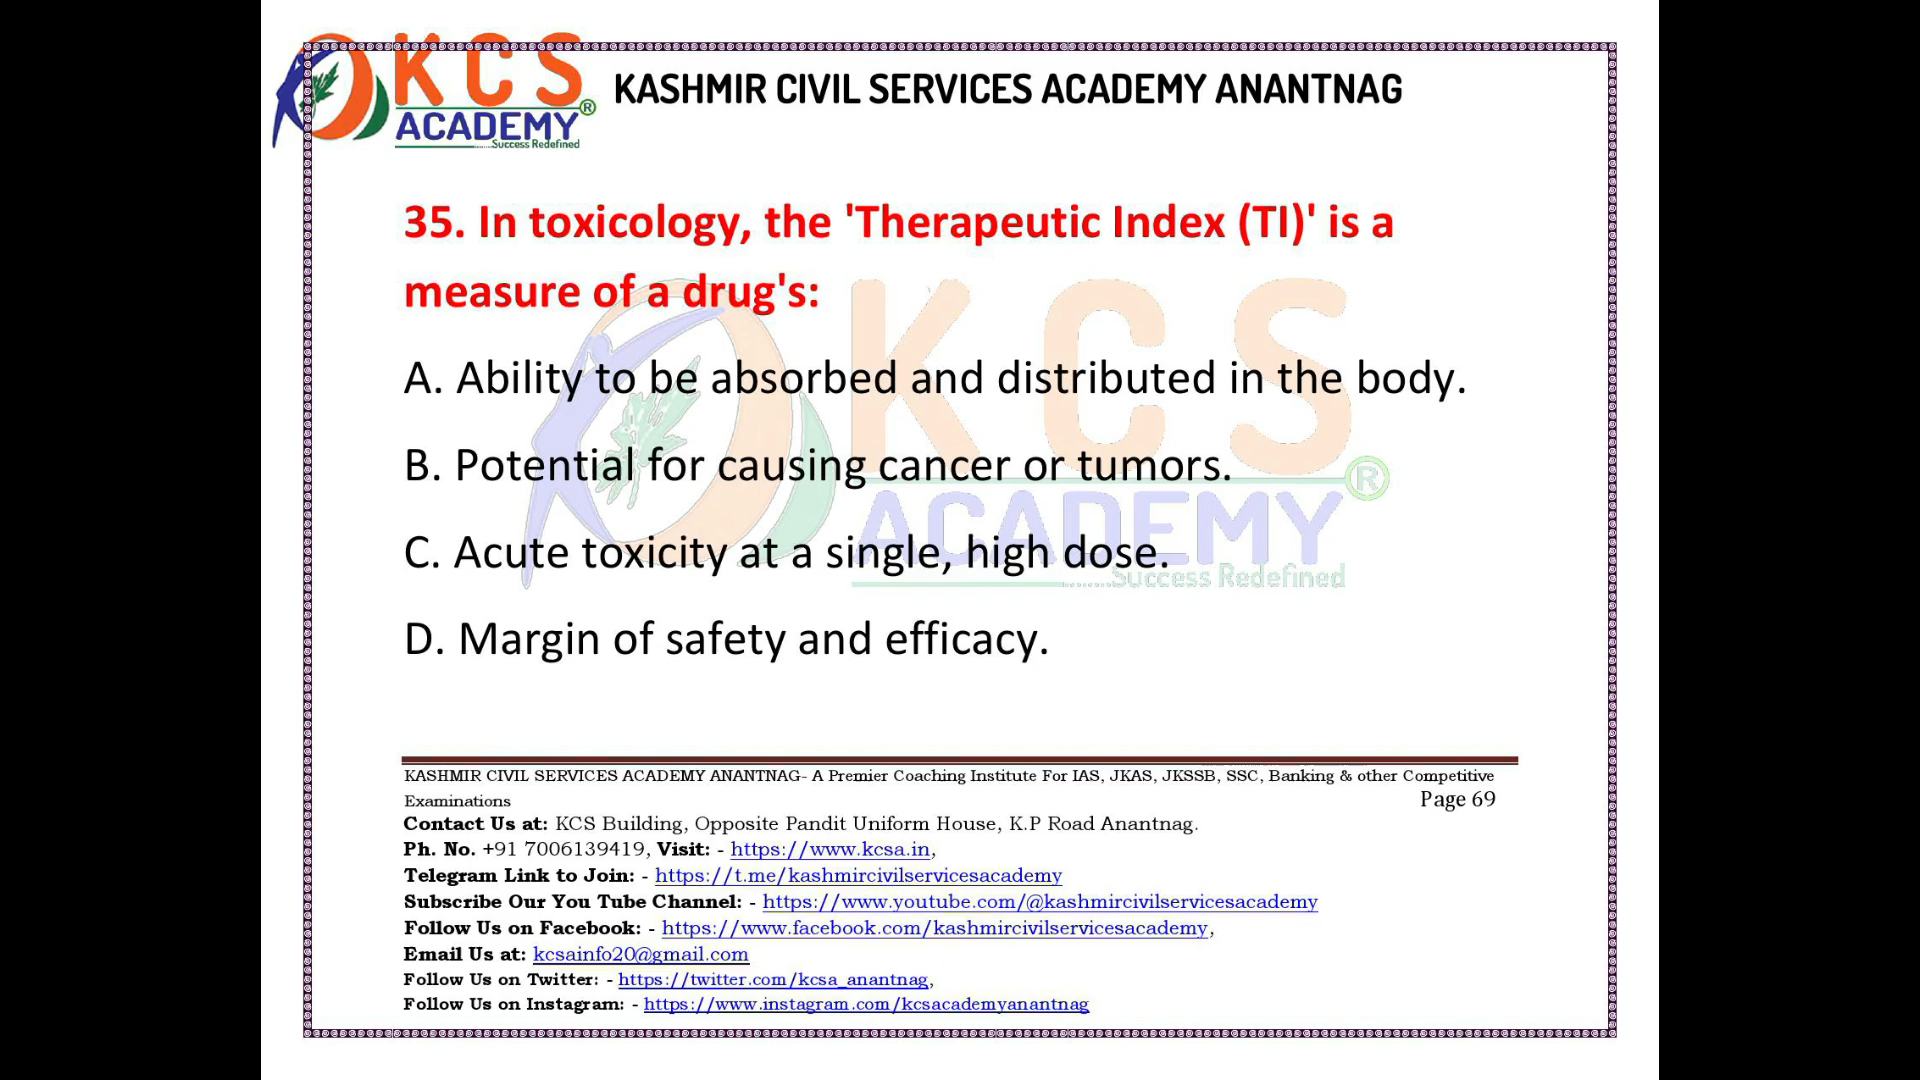 KCS
ACADEMY®
......Success Redefined
KASHMIR CIVIL SERVICES ACADEMY ANANTNAG
35. In toxicology, the 'Therapeutic Index (TI)' is a
measure of a drug's:
A. Ability to be absorbed and distributed in the body.
B. Potential for causing cancer or tumors.
C. Acute toxicity at a single, high dose.
D. Margin of safety and efficacy.
KCS
ACADEMY®
.......Success Redefined
KASHMIR CIVIL SERVICES ACADEMY ANANTNAG- A Premier Coaching Institute For IAS, JKAS, JKSSB, SSC, Banking & other Competitive
Examinations Page 69
Contact Us at: KCS Building, Opposite Pandit Uniform House, K.P Road Anantnag.
Ph. No. +91 7006139419, Visit: - https://www.kcsa.in,
Telegram Link to Join: - https://t.me/kashmircivilservicesacademy
Subscribe Our You Tube Channel: - https://www.youtube.com/@kashmircivilservicesacademy
Follow Us on Facebook: - https://www.facebook.com/kashmircivilservicesacademy,
Email Us at: kcsainfo20@gmail.com
Follow Us on Twitter: - https://twitter.com/kcsa_anantnag,
Follow Us on Instagram: - https://www.instagram.com/kcsacademyanantnag